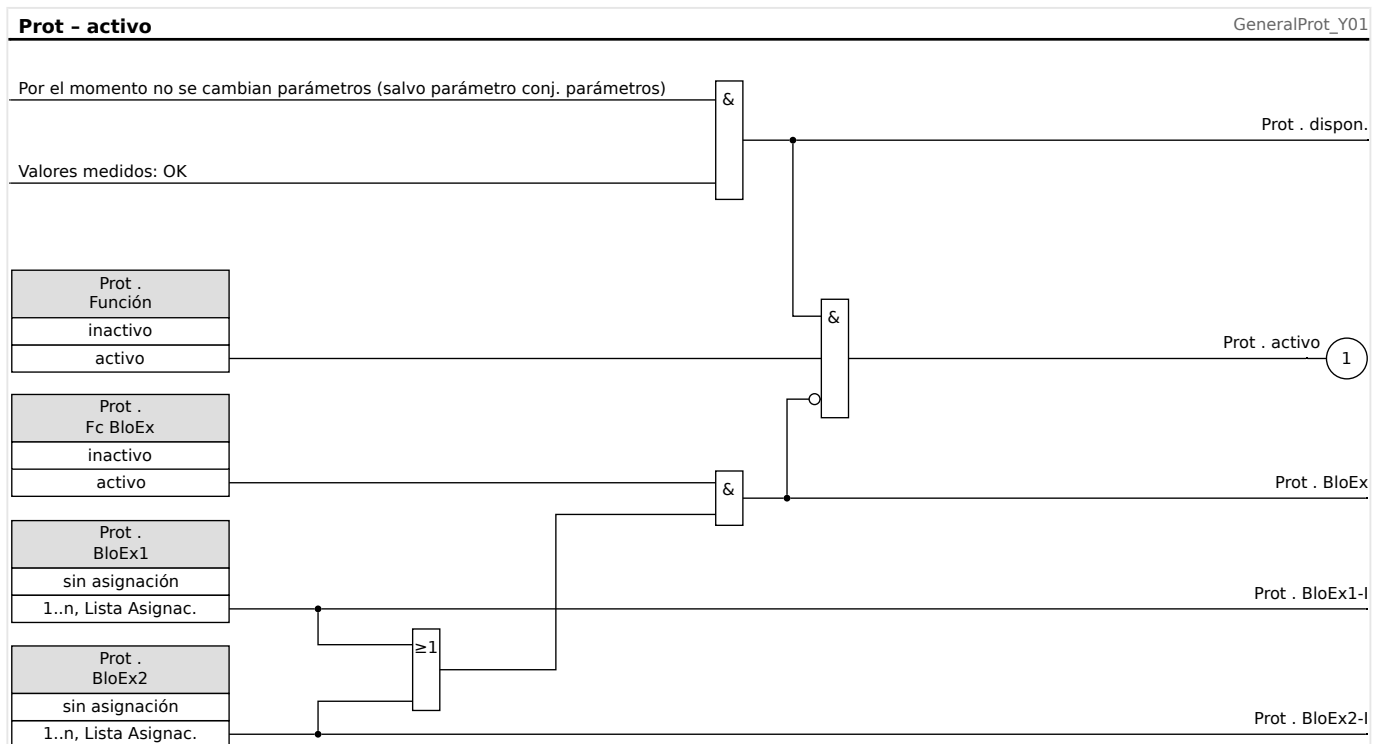 Prot – activo
GeneralProt_Y01
Por el momento no se cambian parámetros (salvo parámetro conj. parámetros)
&
Prot . dispon.
Valores medidos: OK
Prot .
Función
inactivo
activo
&
Prot . activo
1
Prot .
Fc BloEx
inactivo
activo
&
Prot . BloEx
Prot .
BloEx1
sin asignación
1..n, Lista Asignac.
Prot . BloEx1-I
≥1
Prot .
BloEx2
sin asignación
1..n, Lista Asignac.
Prot . BloEx2-I